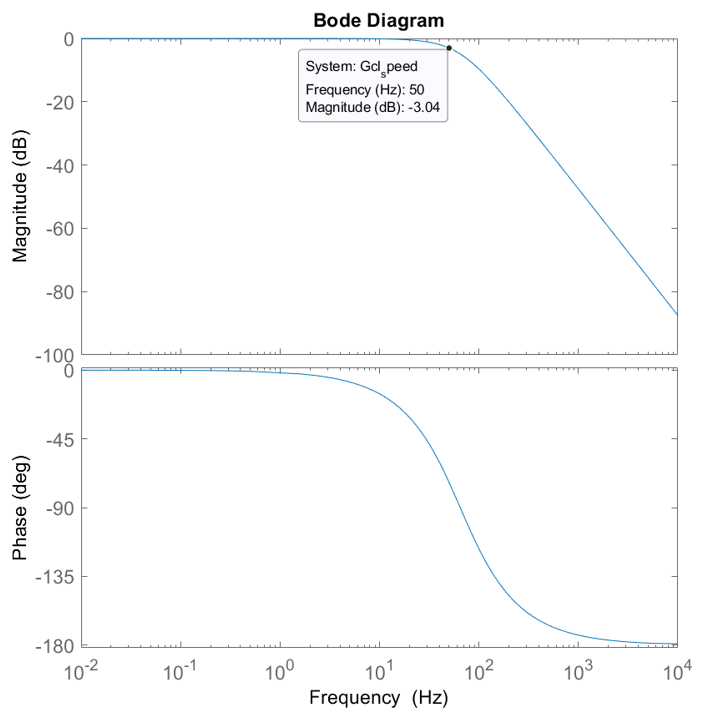 Bode Diagram
0
System: Gcl_speed
Frequency (Hz): 50
Magnitude (dB): -3.04
-20
-40
-60
-80
-100
Magnitude (dB)
0
-45
-90
-135
-180
Phase (deg)
10^-2 10^-1 10^0 10^1 10^2 10^3 10^4
Frequency (Hz)